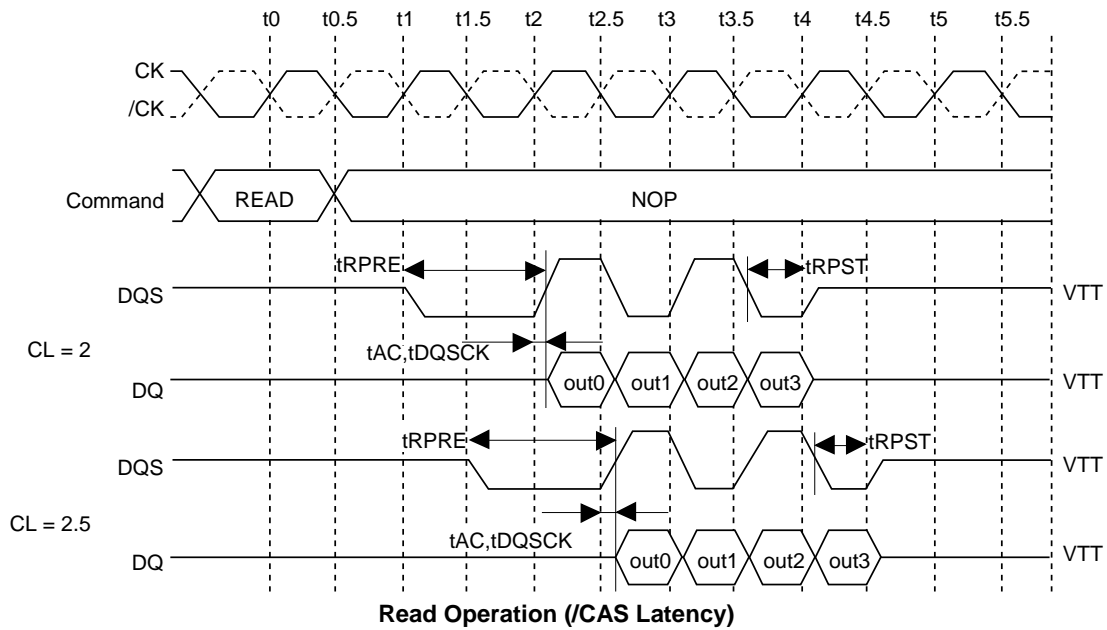 t0 t0.5 t1 t1.5 t2 t2.5 t3 t3.5 t4 t4.5 t5 t5.5
CK
/CK
Command READ NOP
tRPRE tRPST
DQS VTT
CL = 2
tAC,tDQSCK
DQ out0 out1 out2 out3 VTT
tRPRE tRPST
DQS VTT
CL = 2.5
tAC,tDQSCK
DQ out0 out1 out2 out3 VTT
Read Operation (/CAS Latency)